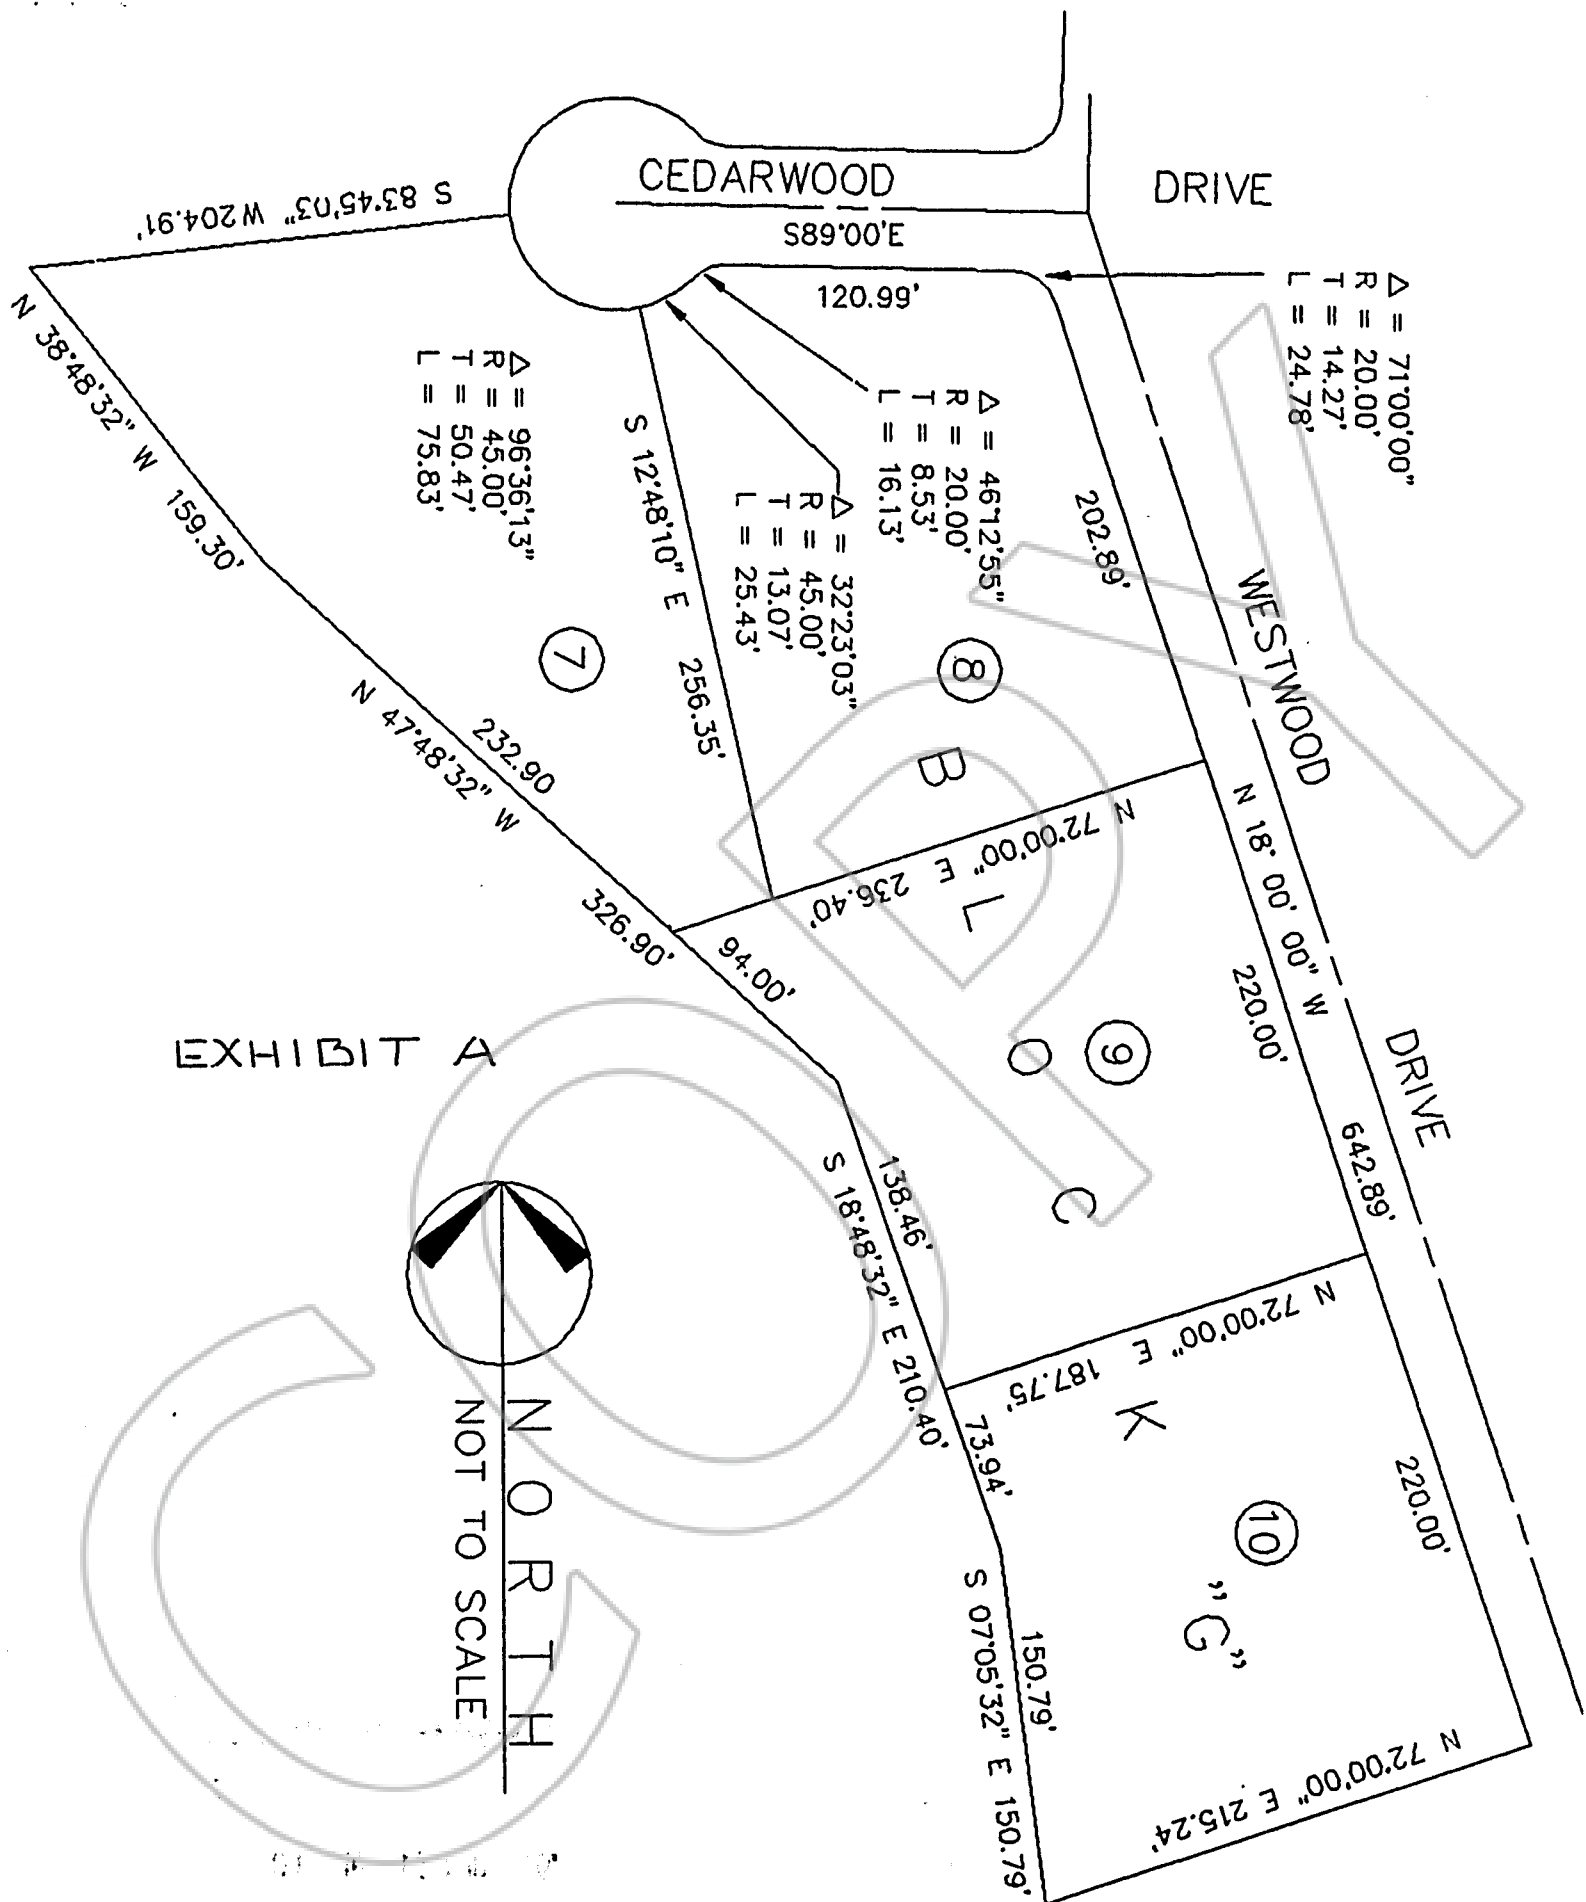 CEDARWOOD DRIVE
S89°00'E
120.99'
Δ = 71°00'00"
R = 20.00'
T = 14.27'
L = 24.78'
S 83°45'03" W204.91'
N 38°48'32" W 159.30'
Δ = 96°36'13"
R = 45.00'
T = 50.47'
L = 75.83'
Δ = 46°12'55"
R = 20.00'
T = 8.53'
L = 16.13'
Δ = 32°23'03"
R = 45.00'
T = 13.07'
L = 25.43'
S 12°48'10" E 256.35'
202.89'
WESTWOOD DRIVE
N 18° 00' 00" W 642.89'
7
8
232.90
N 47°48'32" W 326.90'
94.00'
N 72°00'00" E 236.40'
220.00'
9
BLOCK "G"
138.46'
S 18°48'32" E 210.40'
N 72°00'00" E 187.75'
73.94'
220.00'
10
150.79'
S 07°05'32" E 150.79'
N 72°00'00" E 215.24'
EXHIBIT A
NORTH
NOT TO SCALE
COPY